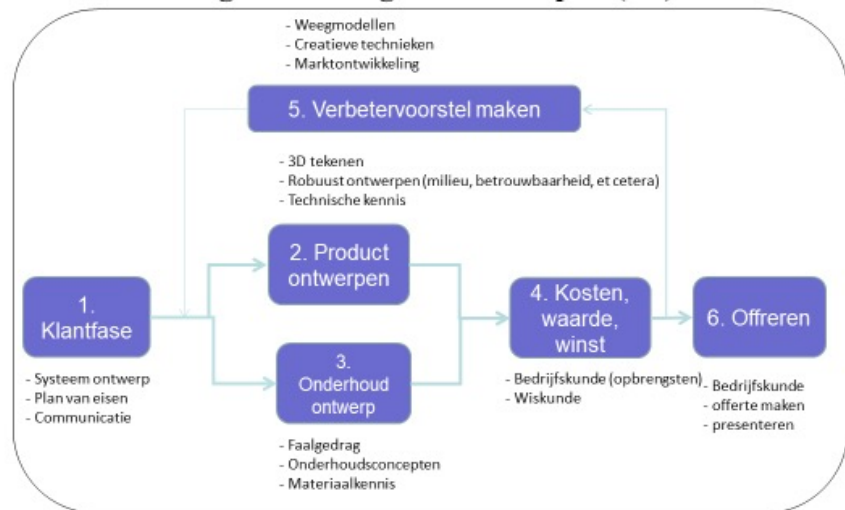 - Weegmodellen
- Creatieve technieken
- Marktontwikkeling
5. Verbetervoorstel maken
- 3D tekenen
- Robuust ontwerpen (milieu, betrouwbaarheid, et cetera)
- Technische kennis
2. Product
ontwerpen
1.
Klantfase
- Systeem ontwerp
- Plan van eisen
- Communicatie
3.
Onderhoud
ontwerp
- Faalgedrag
- Onderhoudsconcepten
- Materiaalkennis
4. Kosten,
waarde,
winst
- Bedrijfskunde (opbrengsten)
- Wiskunde
6. Offreren
- Bedrijfskunde
- offerte maken
- presenteren